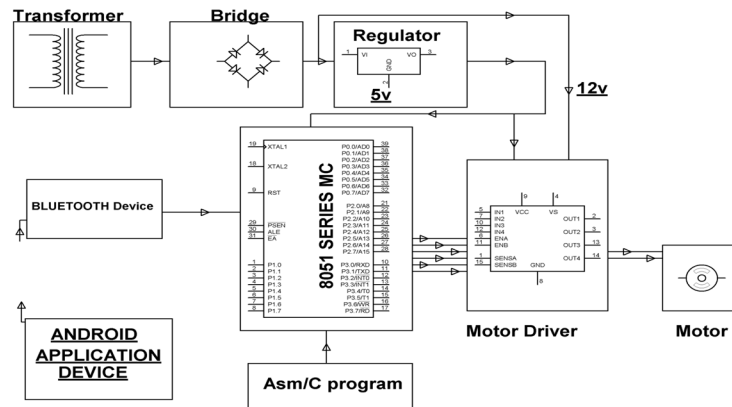 Transformer
Bridge
Regulator
1
VI
VO
3
GND
2
5v
12v
BLUETOOTH Device
ANDROID
APPLICATION
DEVICE
8051 SERIES MC
19
XTAL1
18
XTAL2
9
RST
29
PSEN
30
ALE
31
EA
1
P1.0
2
P1.1
3
P1.2
4
P1.3
5
P1.4
6
P1.5
7
P1.6
8
P1.7
P0.0/AD0
39
P0.1/AD1
38
P0.2/AD2
37
P0.3/AD3
36
P0.4/AD4
35
P0.5/AD5
34
P0.6/AD6
33
P0.7/AD7
32
P2.0/A8
21
P2.1/A9
22
P2.2/A10
23
P2.3/A11
24
P2.4/A12
25
P2.5/A13
26
P2.6/A14
27
P2.7/A15
28
P3.0/RXD
10
P3.1/TXD
11
P3.2/INT0
12
P3.3/INT1
13
P3.4/T0
14
P3.5/T1
15
P3.6/WR
16
P3.7/RD
17
Asm/C program
9
4
VCC
VS
5
IN1
7
IN2
10
IN3
12
IN4
6
ENA
11
ENB
1
SENSA
15
SENSB
GND
8
OUT1
2
OUT2
3
OUT3
13
OUT4
14
Motor Driver
Motor